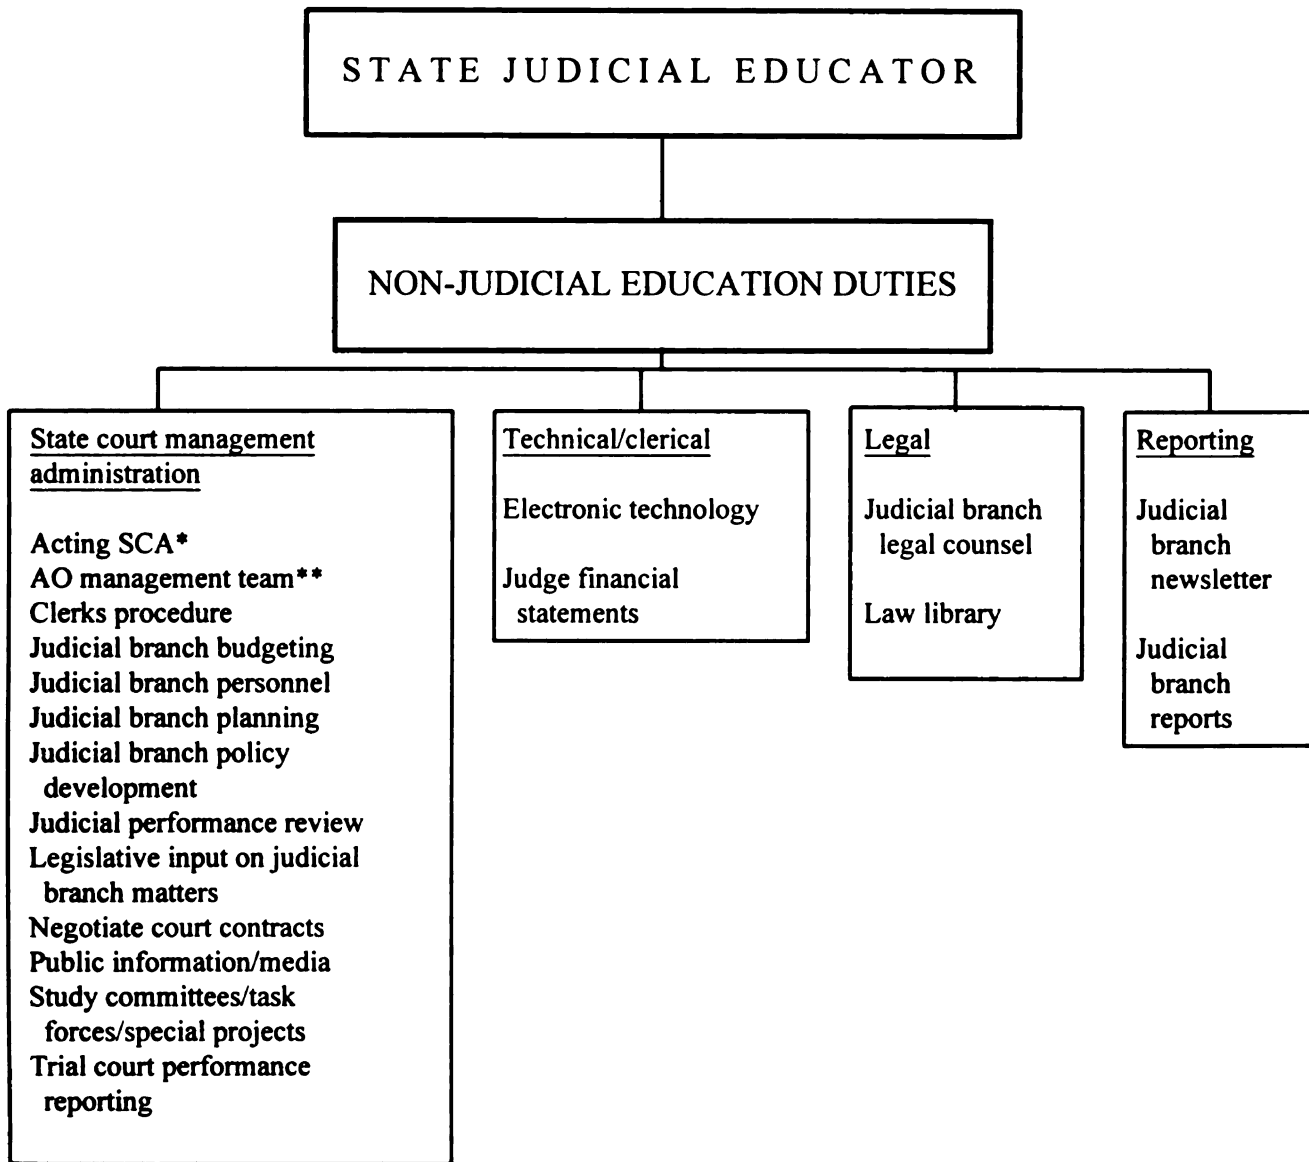 STATE JUDICIAL EDUCATOR
NON-JUDICIAL EDUCATION DUTIES
State court management
administration
Acting SCA*
AO management team**
Clerks procedure
Judicial branch budgeting
Judicial branch personnel
Judicial branch planning
Judicial branch policy
development
Judicial performance review
Legislative input on judicial
branch matters
Negotiate court contracts
Public information/media
Study committees/task
forces/special projects
Trial court performance
reporting
Technical/clerical
Electronic technology
Judge financial
statements
Legal
Judicial branch
legal counsel
Law library
Reporting
Judicial
branch
newsletter
Judicial
branch
reports